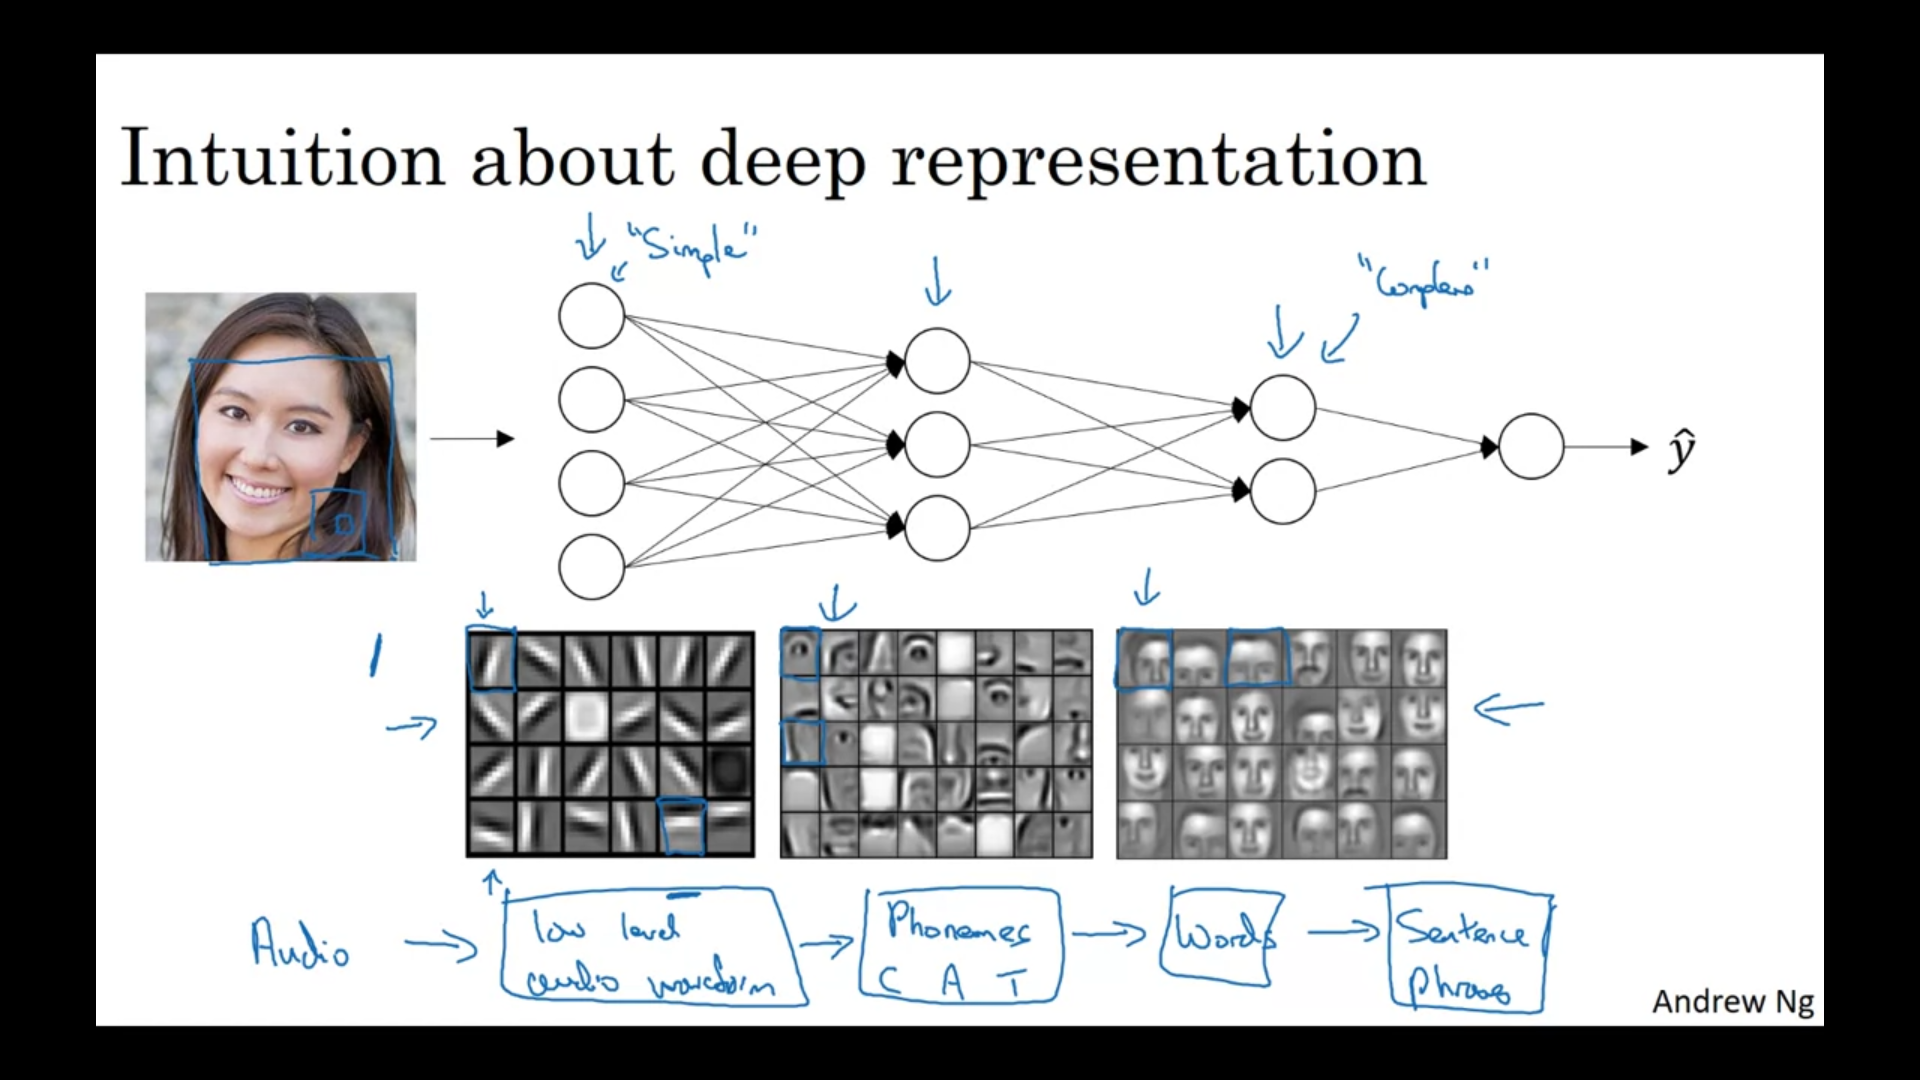 Intuition about deep representation
"Simple"
"Complex"
ŷ
Audio
low level
audio waveform
Phonemes
C A T
Words
Sentence
Phrase
Andrew Ng